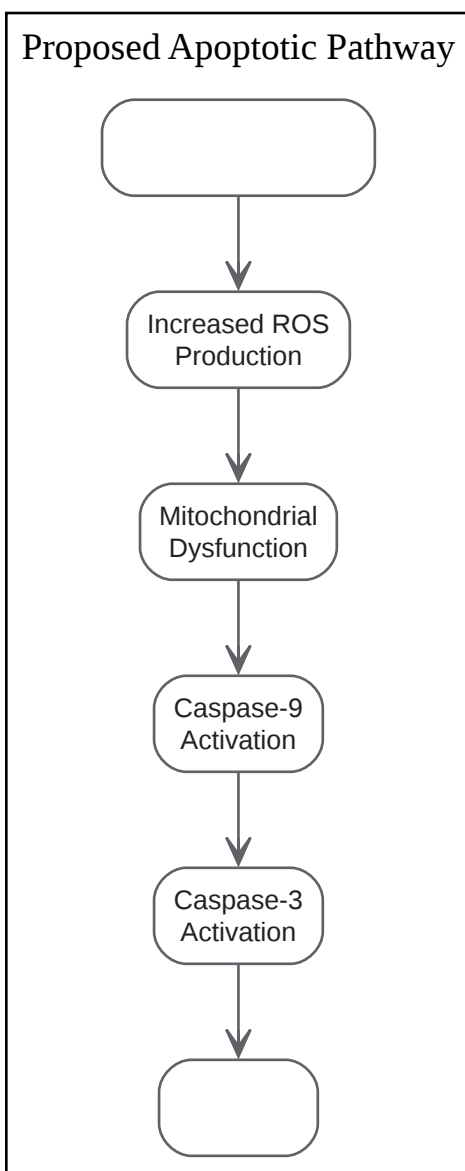 Proposed Apoptotic Pathway
Increased ROS
Production
Mitochondrial
Dysfunction
Caspase-9
Activation
Caspase-3
Activation